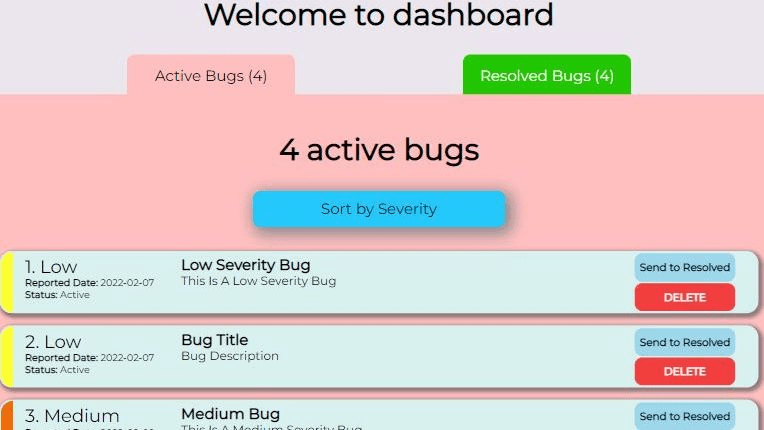 Welcome to dashboard
Active Bugs (4)
Resolved Bugs (4)
4 active bugs
Sort by Severity
1. Low
Reported Date: 2022-02-07
Status: Active
Low Severity Bug
This Is A Low Severity Bug
Send to Resolved
DELETE
2. Low
Reported Date: 2022-02-07
Status: Active
Bug Title
Bug Description
Send to Resolved
DELETE
3. Medium
Medium Bug
This Is A Medium Severity Bug
Send to Resolved